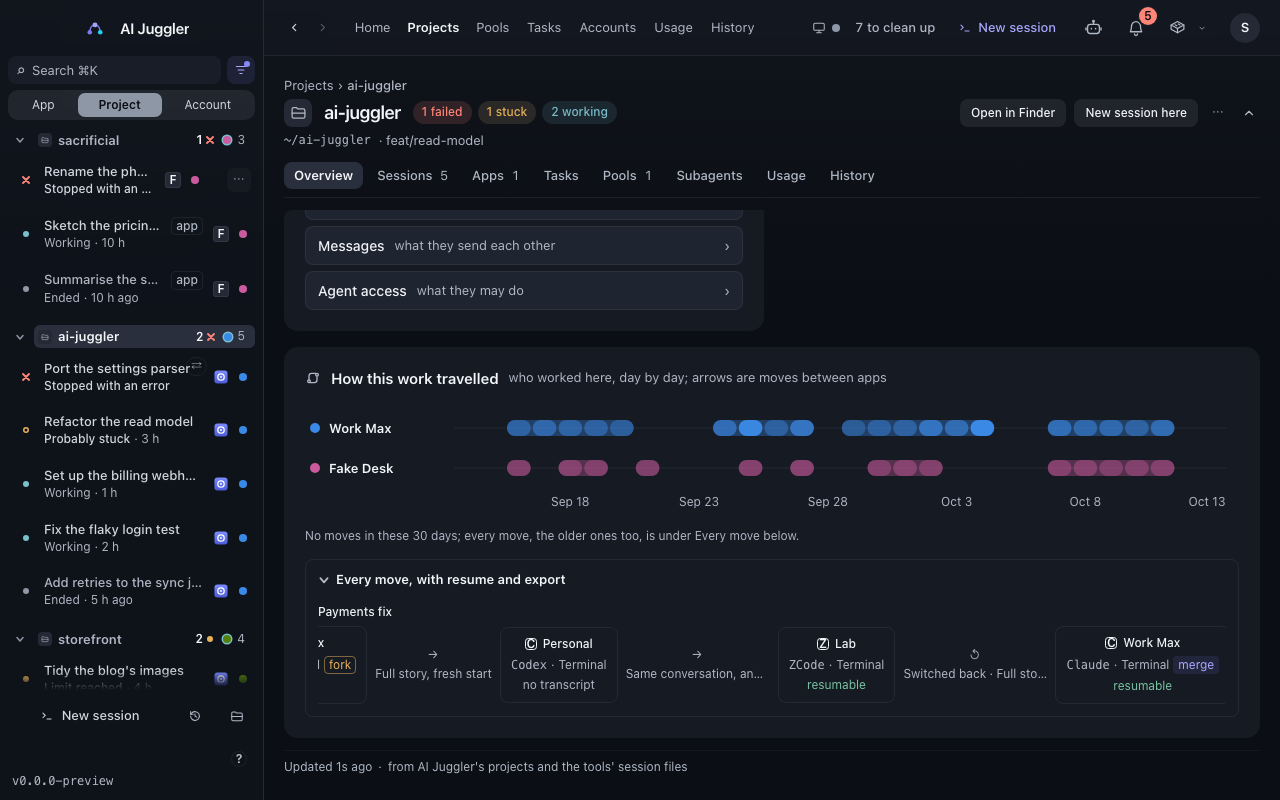 AI Juggler
Search ⌘K
App Project Account
sacrificial 1 3
Rename the ph...
Stopped with an ... F
Sketch the pricin... app
Working · 10 h F
Summarise the s... app
Ended · 10 h ago F
ai-juggler 2 5
Port the settings parser
Stopped with an error
Refactor the read model
Probably stuck · 3 h
Set up the billing webh...
Working · 1 h
Fix the flaky login test
Working · 2 h
Add retries to the sync j...
Ended · 5 h ago
storefront 2 4
Tidy the blog's images
Limit reached · 4 h
New session
?
v0.0.0-preview
Home Projects Pools Tasks Accounts Usage History 7 to clean up New session 5 S
Projects › ai-juggler
ai-juggler 1 failed 1 stuck 2 working Open in Finder New session here ...
~/ai-juggler · feat/read-model
Overview Sessions 5 Apps 1 Tasks Pools 1 Subagents Usage History
Messages what they send each other ›
Agent access what they may do ›
How this work travelled who worked here, day by day; arrows are moves between apps
Work Max
Fake Desk
Sep 18 Sep 23 Sep 28 Oct 3 Oct 8 Oct 13
No moves in these 30 days; every move, the older ones too, is under Every move below.
Every move, with resume and export
Payments fix
x
fork
→
Full story, fresh start
C Personal
Codex · Terminal
no transcript
→
Same conversation, an...
Z Lab
ZCode · Terminal
resumable
Switched back · Full sto...
C Work Max
Claude · Terminal merge
resumable
Updated 1s ago · from AI Juggler's projects and the tools' session files